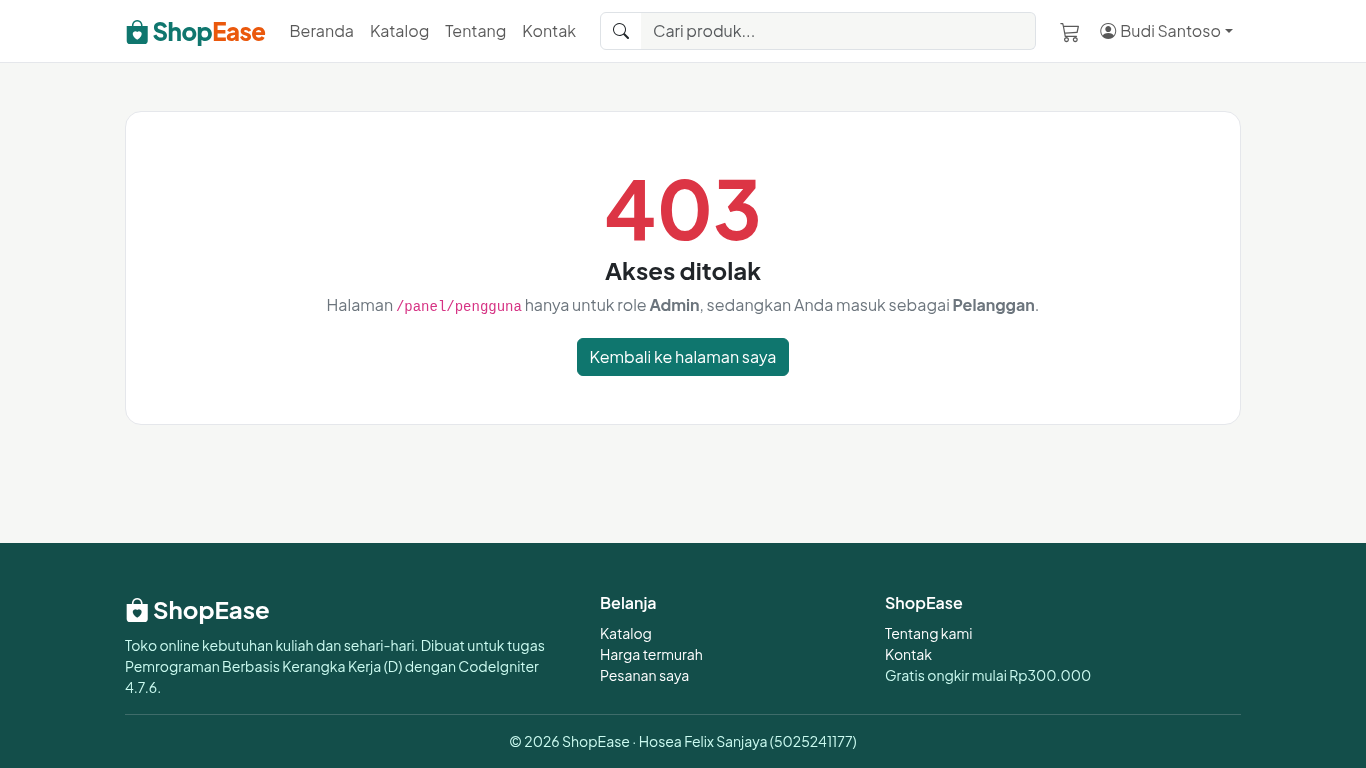 ShopEase
Beranda
Katalog
Tentang
Kontak
Cari produk...
Budi Santoso
403
Akses ditolak
Halaman /panel/pengguna hanya untuk role Admin, sedangkan Anda masuk sebagai Pelanggan.
Kembali ke halaman saya
ShopEase
Toko online kebutuhan kuliah dan sehari-hari. Dibuat untuk tugas
Pemrograman Berbasis Kerangka Kerja (D) dengan CodeIgniter
4.7.6.
Belanja
Katalog
Harga termurah
Pesanan saya
ShopEase
Tentang kami
Kontak
Gratis ongkir mulai Rp300.000
© 2026 ShopEase · Hosea Felix Sanjaya (5025241177)